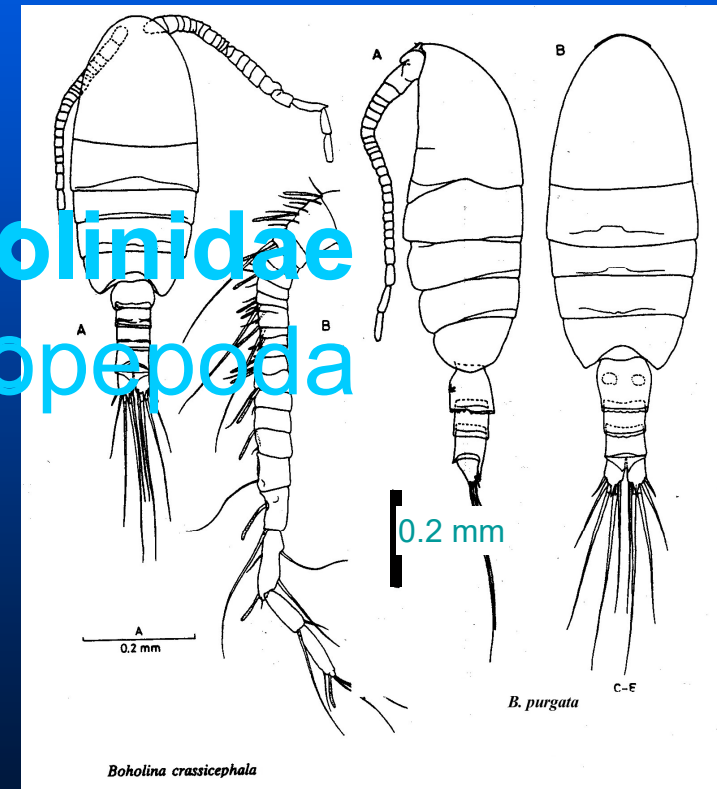 A
B
olinidae
A
B
opepoda
0.2 mm
A
0.2 mm
C-E
B. purgata
Boholina crassicephala